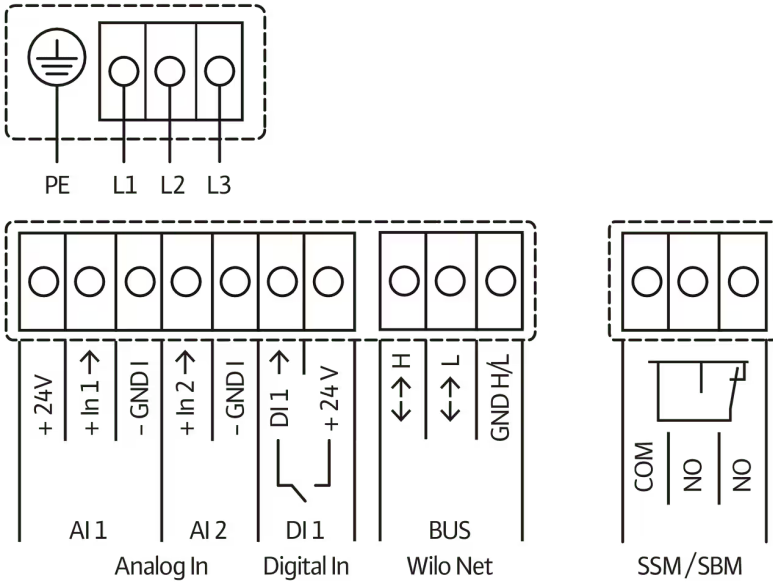 PE L1 L2 L3
+ 24V
+ In 1
- GND I
+ In 2
- GND I
DI 1
+ 24 V
H
L
GND H/L
COM
NO
NO
AI 1 AI 2 DI 1 BUS
Analog In Digital In Wilo Net SSM/SBM